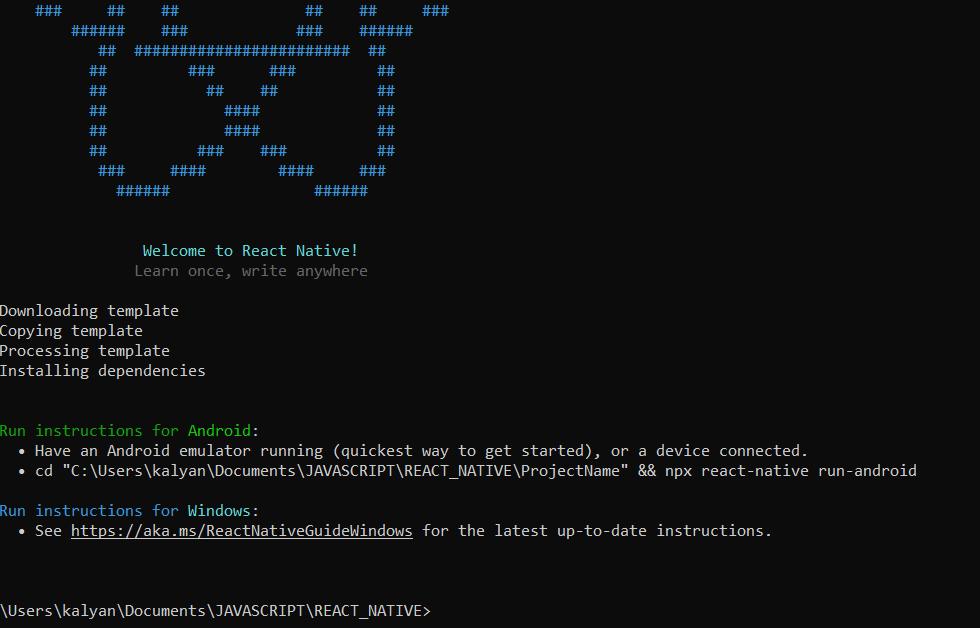 ###     ##    ##              ##    ##     ###
######    ###            ###    ######
##  ########################  ##
##         ###      ###         ##
##           ##    ##           ##
##             ####             ##
##             ####             ##
##          ###    ###          ##
###     ####        ####     ###
######                ######
Welcome to React Native!
Learn once, write anywhere
Downloading template
Copying template
Processing template
Installing dependencies
Run instructions for Android:
• Have an Android emulator running (quickest way to get started), or a device connected.
• cd "C:\Users\kalyan\Documents\JAVASCRIPT\REACT_NATIVE\ProjectName" && npx react-native run-android
Run instructions for Windows:
• See https://aka.ms/ReactNativeGuideWindows for the latest up-to-date instructions.
\Users\kalyan\Documents\JAVASCRIPT\REACT_NATIVE>